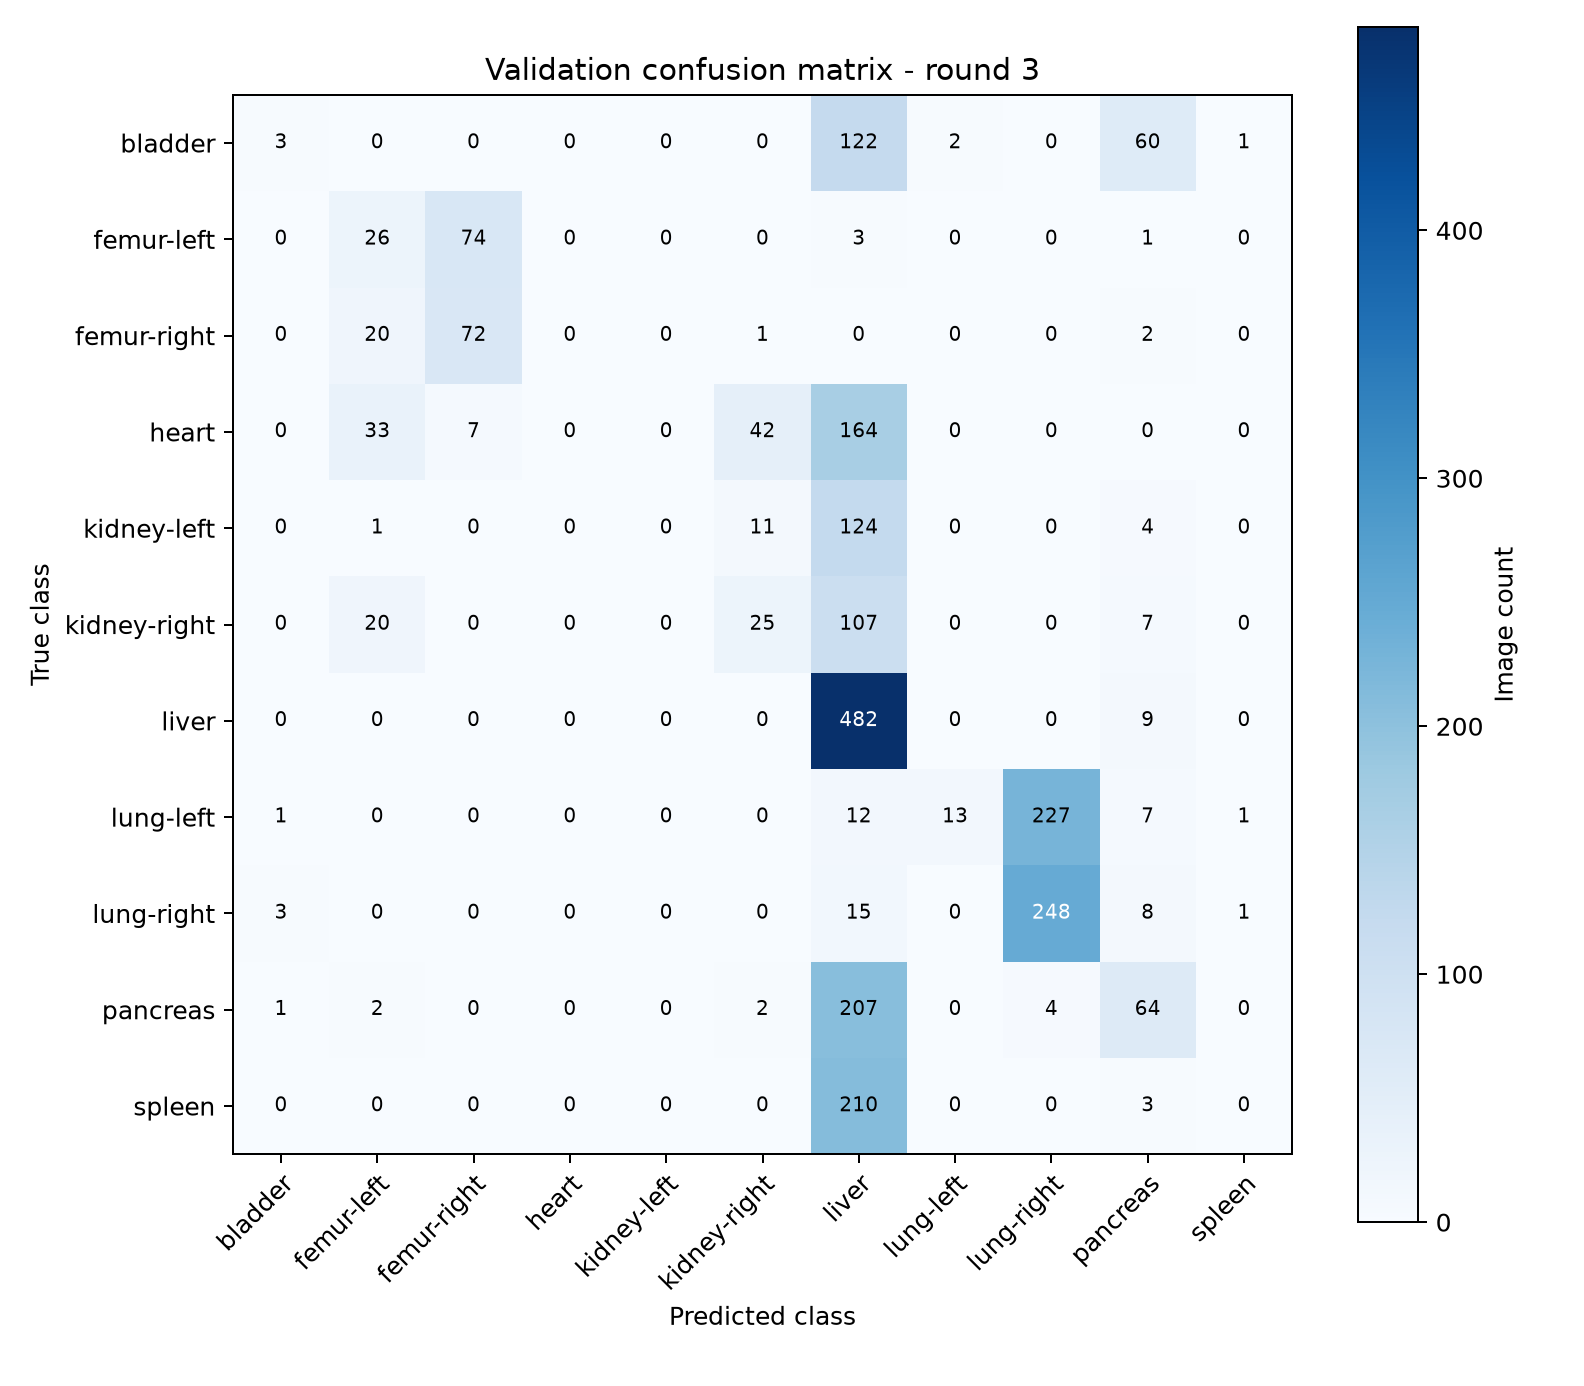 Validation confusion matrix - round 3
bladder 3 0 0 0 0 0 122 2 0 60 1
femur-left 0 26 74 0 0 0 3 0 0 1 0
femur-right 0 20 72 0 0 1 0 0 0 2 0
heart 0 33 7 0 0 42 164 0 0 0 0
kidney-left 0 1 0 0 0 11 124 0 0 4 0
kidney-right 0 20 0 0 0 25 107 0 0 7 0
liver 0 0 0 0 0 0 482 0 0 9 0
lung-left 1 0 0 0 0 0 12 13 227 7 1
lung-right 3 0 0 0 0 0 15 0 248 8 1
pancreas 1 2 0 0 0 2 207 0 4 64 0
spleen 0 0 0 0 0 0 210 0 0 3 0
True class
bladder femur-left femur-right heart kidney-left kidney-right liver lung-left lung-right pancreas spleen
Predicted class
400
300
200
100
0
Image count